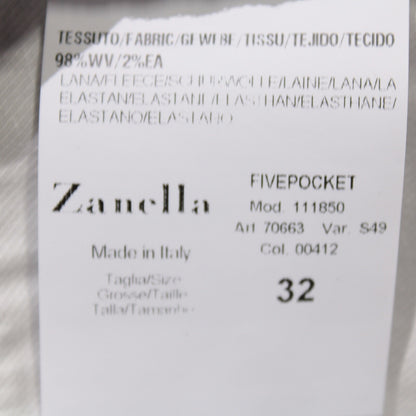 TESSUTO/FABRIC/GEWEBE/TISSU/TEJIDO/TECIDO
98%WV/2%EA
LANA/FLEECE/SCHURWOLLE/LAINE/LANA/LA
ELASTAN/ELASTANE/ELASTHAN/ELASTHANE/
ELASTANO/ELASTANO
Zanella
FIVEPOCKET
Mod. 111850
Art 70663 Var. S49
Made in Italy
Col. 00412
Taglia/Size
Grosse/Taille
Talla/Tamanho
32